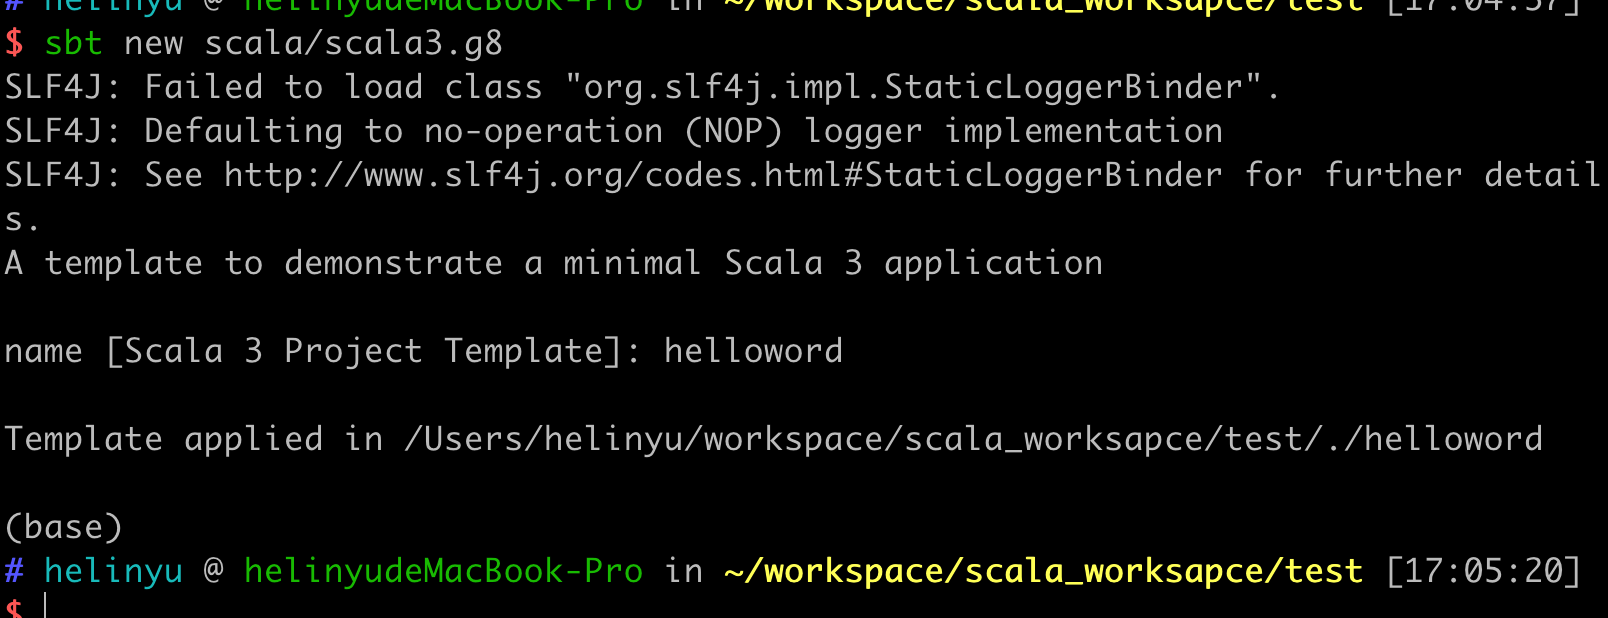 # helinyu @ helinyudeMacBook-Pro in ~/workspace/scala_worksapce/test [17:04:57]
$ sbt new scala/scala3.g8
SLF4J: Failed to load class "org.slf4j.impl.StaticLoggerBinder".
SLF4J: Defaulting to no-operation (NOP) logger implementation
SLF4J: See http://www.slf4j.org/codes.html#StaticLoggerBinder for further detail
s.
A template to demonstrate a minimal Scala 3 application
name [Scala 3 Project Template]: helloword
Template applied in /Users/helinyu/workspace/scala_worksapce/test/./helloword
(base)
# helinyu @ helinyudeMacBook-Pro in ~/workspace/scala_worksapce/test [17:05:20]
$